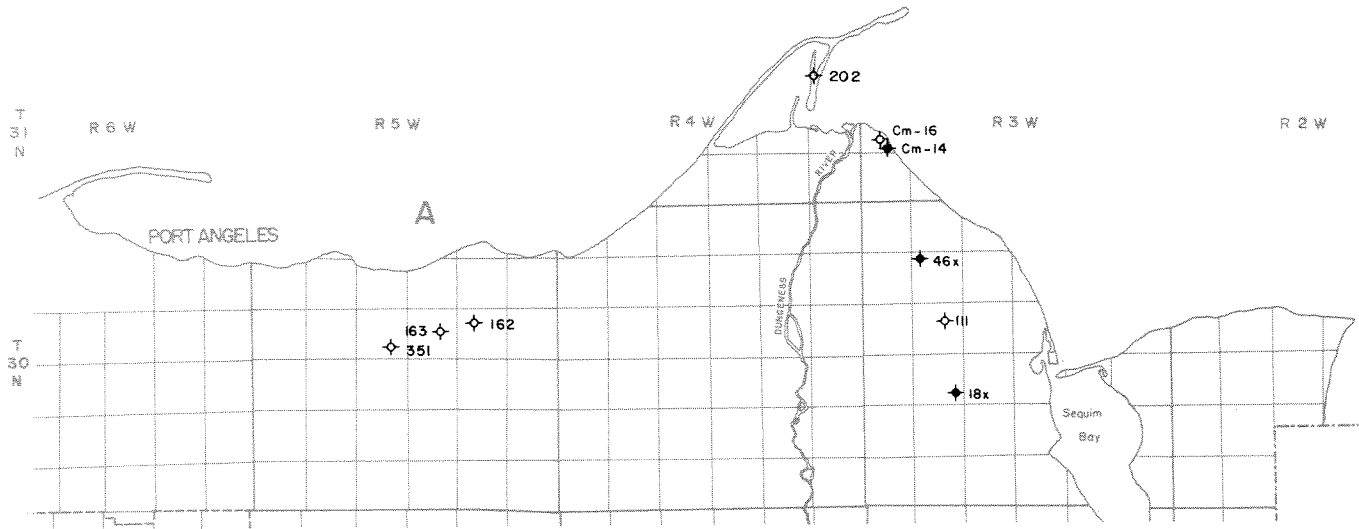 202
T
31
N
R 6 W
R 5 W
R 4 W
R 3 W
R 2 W
Cm-16
Cm-14
RIVER
A
PORT ANGELES
46x
DUNGENESS
163
162
111
351
T
30
N
18x
Sequim
Bay